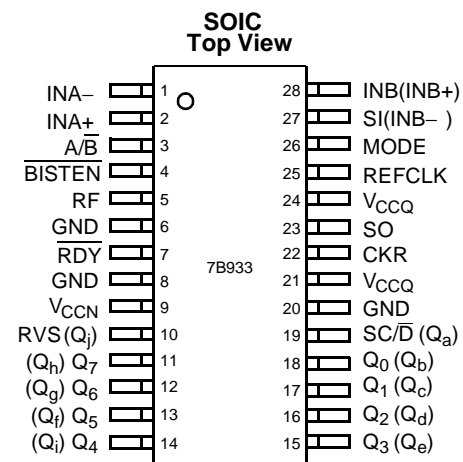 SOIC
Top View
INA− 1 28 INB(INB+)
INA+ 2 27 SI(INB− )
A/B̅ 3 26 MODE
B̅I̅S̅T̅E̅N̅ 4 25 REFCLK
RF 5 24 VCCQ
GND 6 23 SO
R̅D̅Y̅ 7 22 CKR
GND 8 21 VCCQ
7B933
VCCN 9 20 GND
RVS(Qj) 10 19 SC/D̅ (Qa)
(Qh) Q7 11 18 Q0 (Qb)
(Qg) Q6 12 17 Q1 (Qc)
(Qf) Q5 13 16 Q2 (Qd)
(Qi) Q4 14 15 Q3 (Qe)